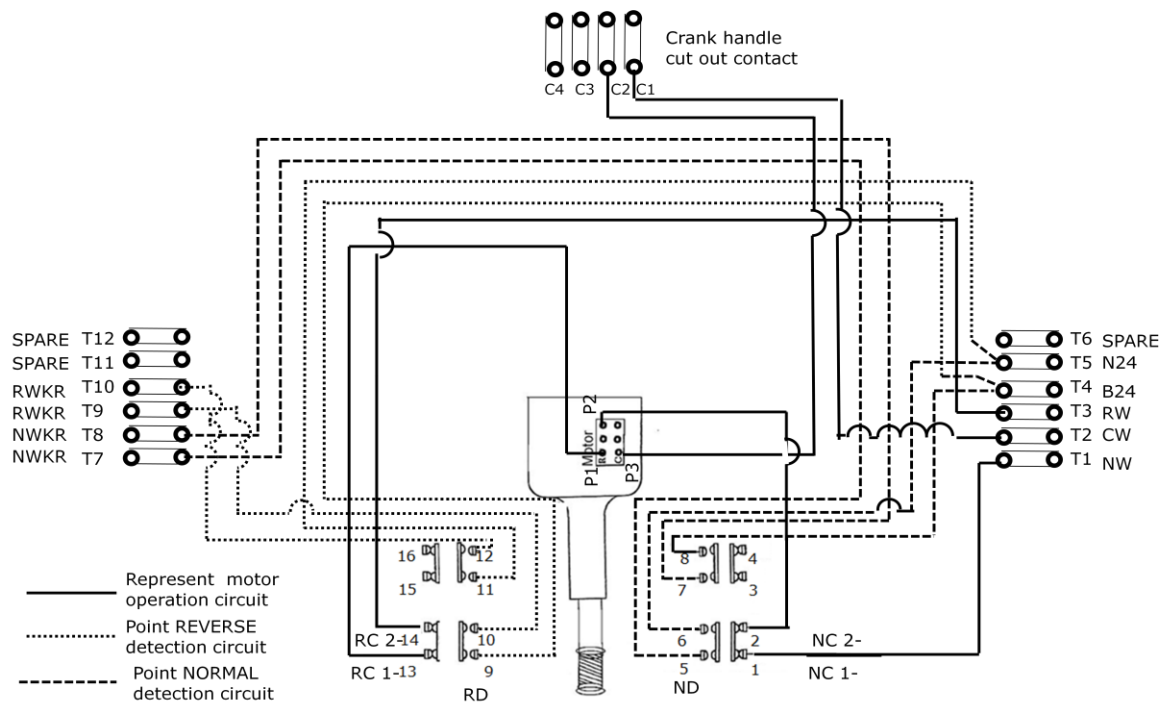 Crank handle
cut out contact
C4 C3 C2 C1
SPARE T12
SPARE T11
RWKR T10
RWKR T9
NWKR T8
NWKR T7
T6 SPARE
T5 N24
T4 B24
T3 RW
T2 CW
T1 NW
P2
Motor
P1
P3
R C
16 12
15 11
RC 2-14 10
RC 1-13 9
RD
8 4
7 3
6 2 NC 2-
5 1 NC 1-
ND
Represent motor
operation circuit
Point REVERSE
detection circuit
Point NORMAL
detection circuit